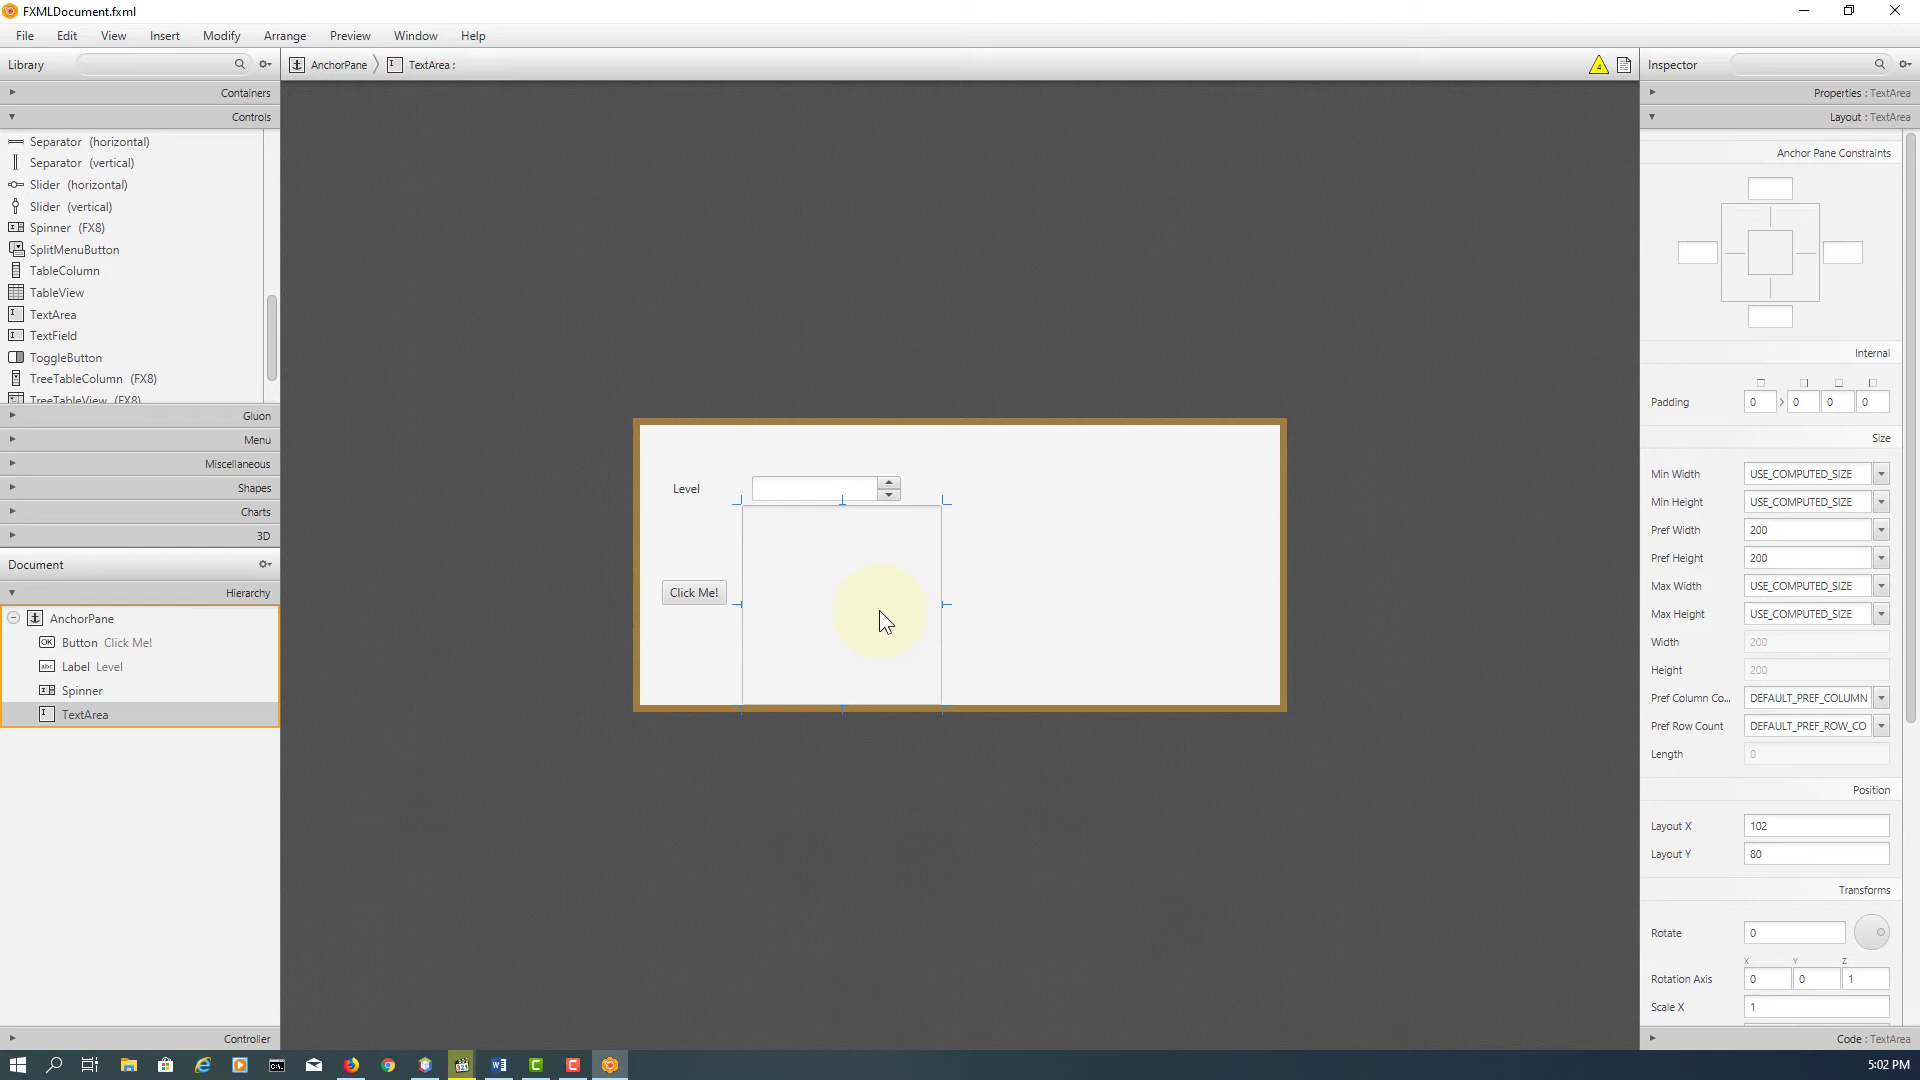 FXMLDocument.fxml
File Edit View Insert Modify Arrange Preview Window Help
Library
AnchorPane TextArea :
4
Inspector
Containers
Controls
Separator (horizontal)
Separator (vertical)
Slider (horizontal)
Slider (vertical)
Spinner (FX8)
SplitMenuButton
TableColumn
TableView
TextArea
TextField
ToggleButton
TreeTableColumn (FX8)
TreeTableView (FX8)
Gluon
Menu
Miscellaneous
Shapes
Charts
3D
Document
Hierarchy
AnchorPane
OK Button Click Me!
abc Label Level
Spinner
TextArea
Controller
Level
Click Me!
Properties : TextArea
Layout : TextArea
Anchor Pane Constraints
Internal
Padding 0 0 0 0
Size
Min Width USE_COMPUTED_SIZE
Min Height USE_COMPUTED_SIZE
Pref Width 200
Pref Height 200
Max Width USE_COMPUTED_SIZE
Max Height USE_COMPUTED_SIZE
Width 200
Height 200
Pref Column Co... DEFAULT_PREF_COLUMN
Pref Row Count DEFAULT_PREF_ROW_CO
Length 0
Position
Layout X 102
Layout Y 80
Transforms
Rotate 0
X Y Z
Rotation Axis 0 0 1
Scale X 1
Code : TextArea
5:02 PM